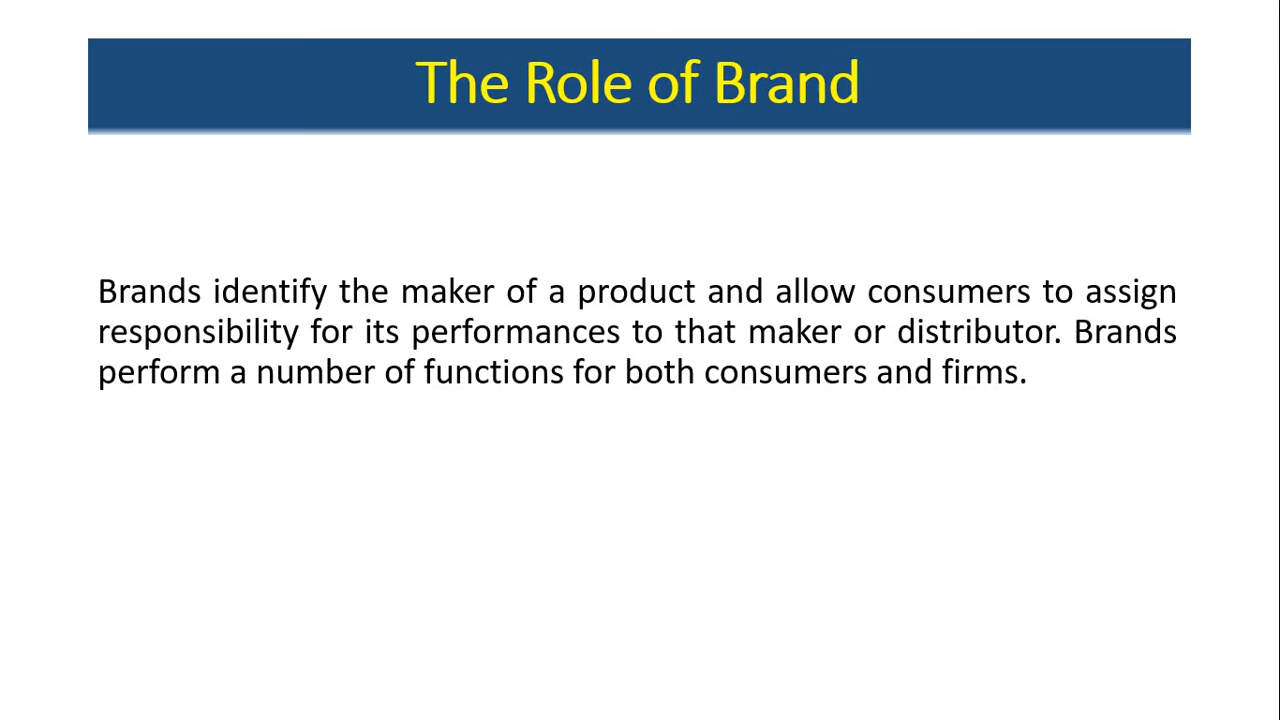 The Role of Brand
Brands identify the maker of a product and allow consumers to assign
responsibility for its performances to that maker or distributor. Brands
perform a number of functions for both consumers and firms.